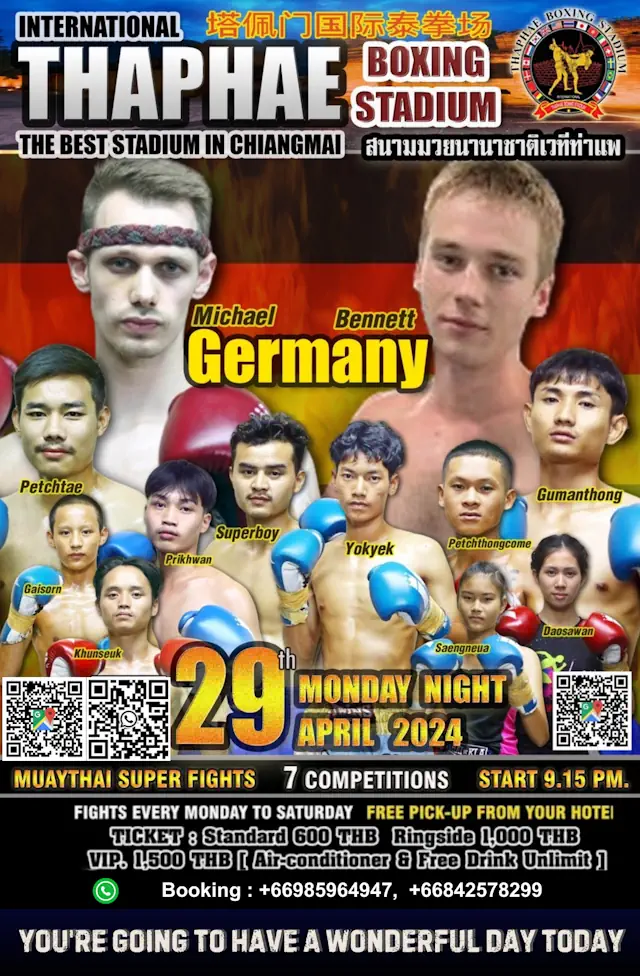 INTERNATIONAL
塔佩门国际泰拳场
THAPHAE
BOXING
STADIUM
THAPHAE BOXING STADIUM
INTERNATIONAL
THE BEST STADIUM IN CHIANGMAI
สนามมวยนานาชาติเวทีท่าแพ
Michael
Bennett
Germany
Petchtae
Gumanthong
Superboy
Yokyek
Petchthongcome
Prikhwan
Gaisorn
Khunseuk
Saengneua
Daosawan
29th
MONDAY NIGHT
APRIL 2024
MUAYTHAI SUPER FIGHTS 7 COMPETITIONS START 9.15 PM.
FIGHTS EVERY MONDAY TO SATURDAY FREE PICK-UP FROM YOUR HOTE
TICKET : Standard 600 THB Ringside 1,000 THB
VIP. 1,500 THB [ Air-conditioner & Free Drink Unlimit ]
Booking : +66985964947, +66842578299
YOU'RE GOING TO HAVE A WONDERFUL DAY TODAY